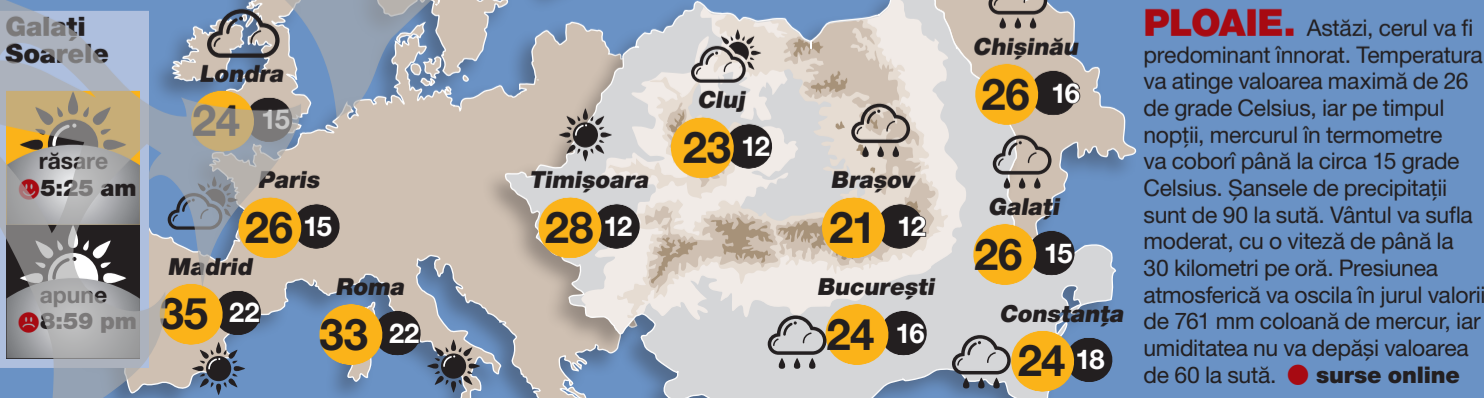 Galați
Soarele
răsare
5:25 am
apune
8:59 pm
Londra
24 15
Paris
26 15
Madrid
35 22
Roma
33 22
Timișoara
28 12
Cluj
23 12
Brașov
21 12
București
24 16
Chișinău
26 16
Galați
26 15
Constanța
24 18
PLOAIE. Astăzi, cerul va fi
predominant înnorat. Temperatura
va atinge valoarea maximă de 26
de grade Celsius, iar pe timpul
nopții, mercurul în termometre
va coborî până la circa 15 grade
Celsius. Șansele de precipitații
sunt de 90 la sută. Vântul va sufla
moderat, cu o viteză de până la
30 kilometri pe oră. Presiunea
atmosferică va oscila în jurul valorii
de 761 mm coloană de mercur, iar
umiditatea nu va depăși valoarea
de 60 la sută. surse online